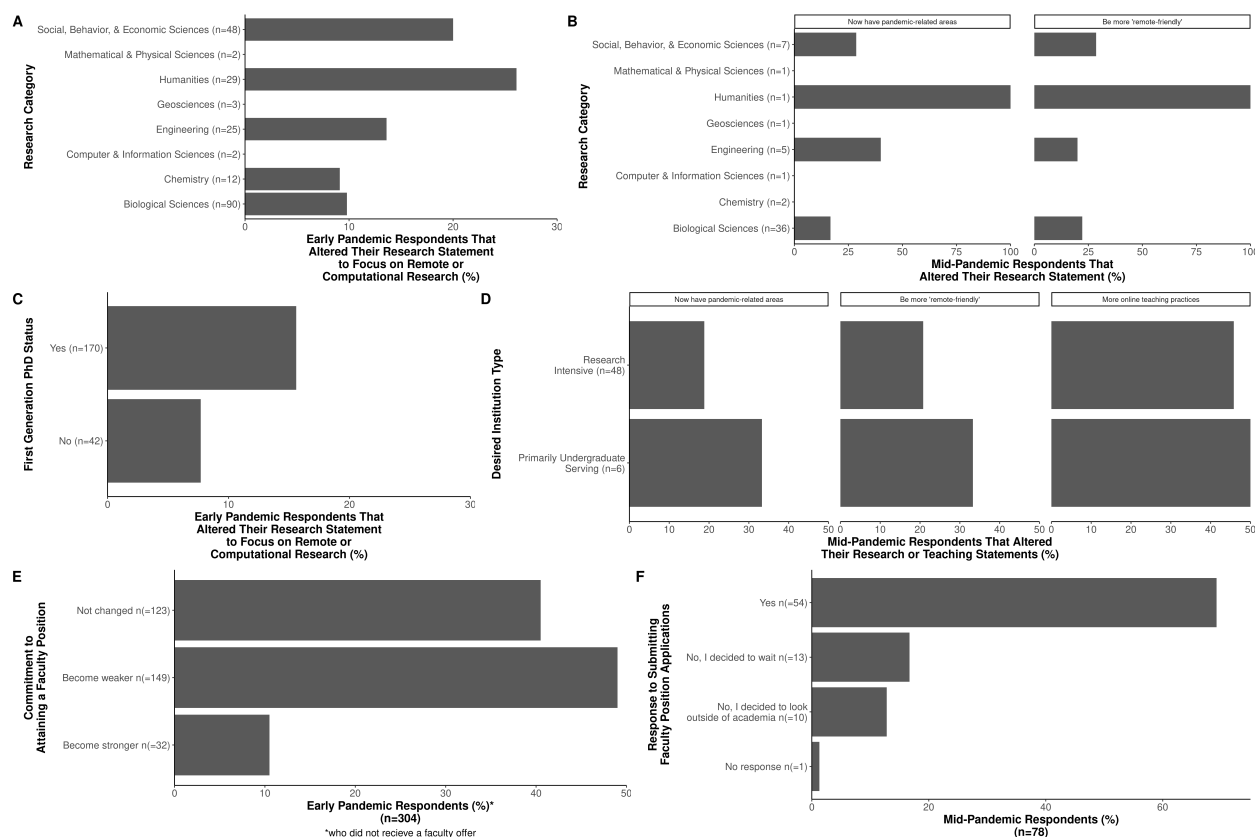 A
Research Category
Social, Behavior, & Economic Sciences (n=48)
Mathematical & Physical Sciences (n=2)
Humanities (n=29)
Geosciences (n=3)
Engineering (n=25)
Computer & Information Sciences (n=2)
Chemistry (n=12)
Biological Sciences (n=90)
0 10 20 30
Early Pandemic Respondents That
Altered Their Research Statement
to Focus on Remote or
Computational Research (%)
B
Research Category
Now have pandemic-related areas
Be more 'remote-friendly'
Social, Behavior, & Economic Sciences (n=7)
Mathematical & Physical Sciences (n=1)
Humanities (n=1)
Geosciences (n=1)
Engineering (n=5)
Computer & Information Sciences (n=1)
Chemistry (n=2)
Biological Sciences (n=36)
0 25 50 75 100 0 25 50 75 100
Mid-Pandemic Respondents That
Altered Their Research Statement (%)
C
First Generation PhD Status
Yes (n=170)
No (n=42)
0 10 20 30
Early Pandemic Respondents That
Altered Their Research Statement
to Focus on Remote or
Computational Research (%)
D
Desired Institution Type
Now have pandemic-related areas
Be more 'remote-friendly'
More online teaching practices
Research
Intensive (n=48)
Primarily Undergraduate
Serving (n=6)
0 10 20 30 40 50 0 10 20 30 40 50 0 10 20 30 40 50
Mid-Pandemic Respondents That Altered
Their Research or Teaching Statements (%)
E
Commitment to
Attaining a Faculty Position
Not changed n(=123)
Become weaker n(=149)
Become stronger n(=32)
0 10 20 30 40 50
Early Pandemic Respondents (%)*
(n=304)
*who did not recieve a faculty offer
F
Response to Submitting
Faculty Position Applications
Yes n(=54)
No, I decided to wait n(=13)
No, I decided to look
outside of academia n(=10)
No response n(=1)
0 20 40 60
Mid-Pandemic Respondents (%)
(n=78)